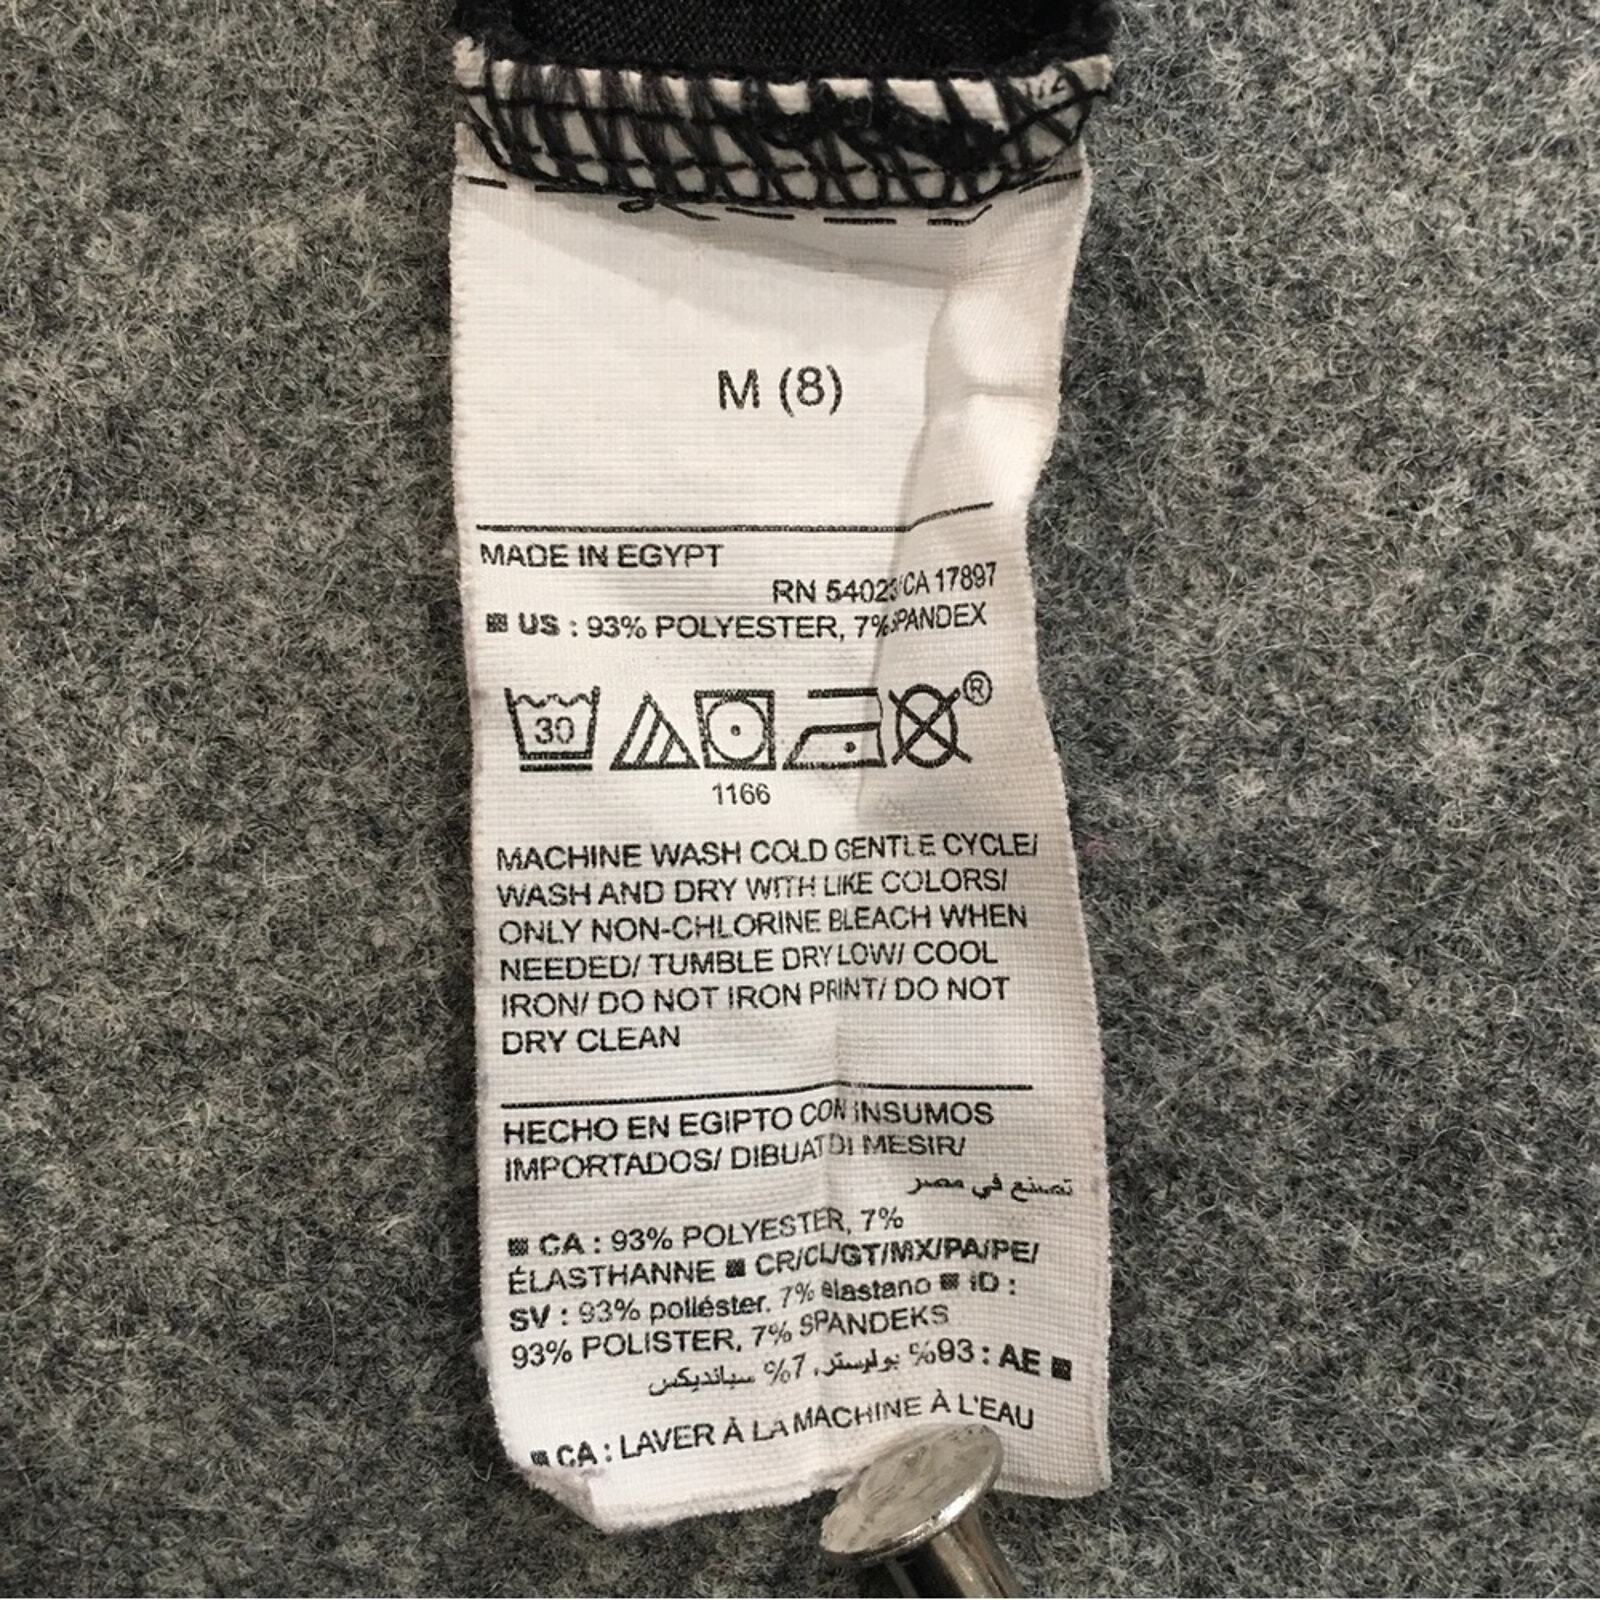 M (8)
MADE IN EGYPT
RN 54023/CA 17897
US : 93% POLYESTER, 7% SPANDEX
30
®
1166
MACHINE WASH COLD GENTLE CYCLE/
WASH AND DRY WITH LIKE COLORS/
ONLY NON-CHLORINE BLEACH WHEN
NEEDED/ TUMBLE DRY LOW/ COOL
IRON/ DO NOT IRON PRINT/ DO NOT
DRY CLEAN
HECHO EN EGIPTO CON INSUMOS
IMPORTADOS/ DIBUAT DI MESIR/
تصنع في مصر
CA : 93% POLYESTER, 7%
ÉLASTHANNE ■ CR/CL/GT/MX/PA/PE/
SV : 93% poliéster, 7% elastano ■ ID :
93% POLISTER, 7% SPANDEKS
■ AE : 93% بوليستر, 7% سبانديكس
■ CA : LAVER À LA MACHINE À L'EAU